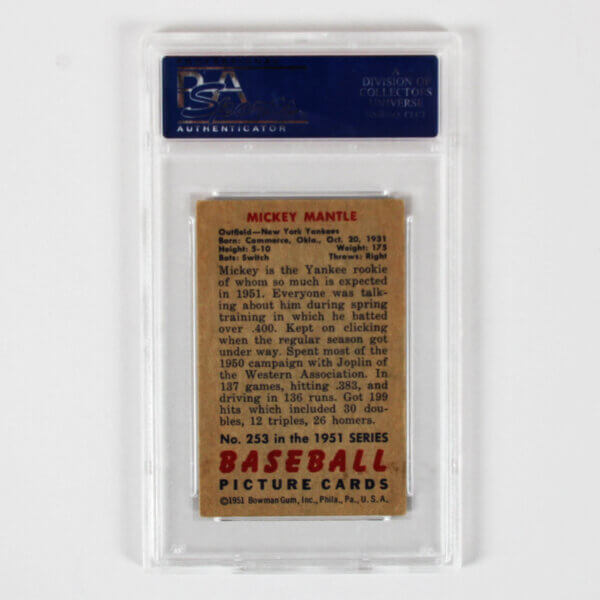 PSA
AUTHENTICATOR
A
DIVISION OF
COLLECTORS
UNIVERSE
MICKEY MANTLE
Outfield—New York Yankees
Born: Commerce, Okla., Oct. 20, 1931
Height: 5-10 Weight: 175
Bats: Switch Throws: Right
Mickey is the Yankee rookie
of whom so much is expected
in 1951. Everyone was talk-
ing about him during spring
training in which he batted
over .400. Kept on clicking
when the regular season got
under way. Spent most of the
1950 campaign with Joplin of
the Western Association. In
137 games, hitting .383, and
driving in 136 runs. Got 199
hits which included 30 dou-
bles, 12 triples, 26 homers.
No. 253 in the 1951 SERIES
BASEBALL
PICTURE CARDS
©1951 Bowman Gum, Inc., Phila., Pa., U. S. A.